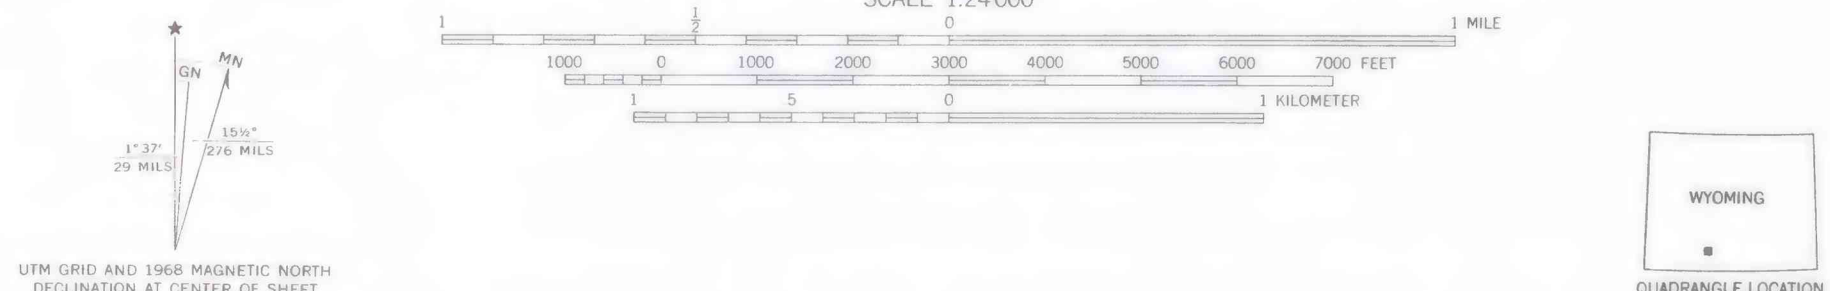 SCALE 1:24 000
1 ½ 0 1 MILE
1000 0 1000 2000 3000 4000 5000 6000 7000 FEET
1 5 0 1 KILOMETER
GN MN
1°37′ 15½°
29 MILS 276 MILS
UTM GRID AND 1968 MAGNETIC NORTH
DECLINATION AT CENTER OF SHEET
WYOMING
QUADRANGLE LOCATION